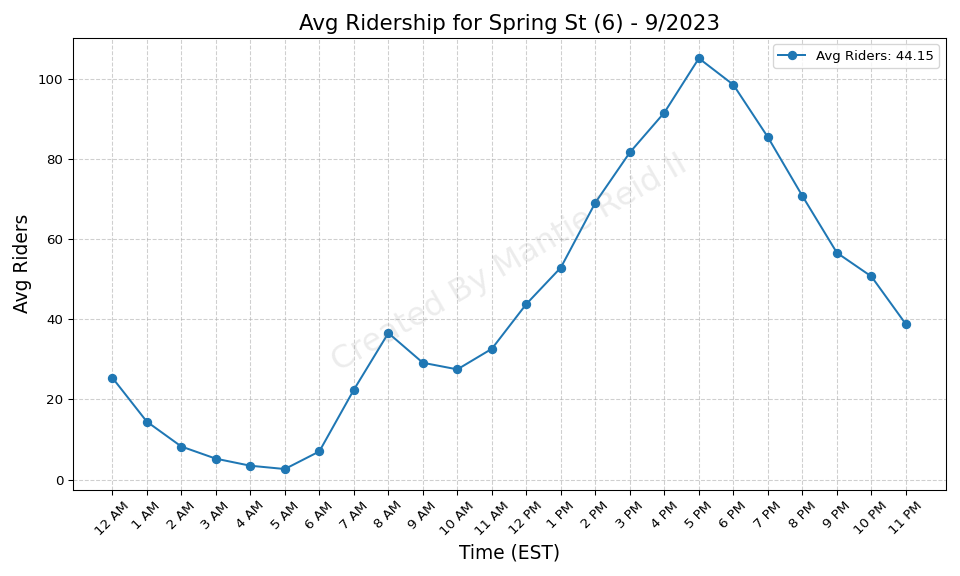 Avg Ridership for Spring St (6) - 9/2023
Avg Riders: 44.15
Avg Riders
100
80
60
40
20
0
Created By Mantie Reid II
12 AM
1 AM
2 AM
3 AM
4 AM
5 AM
6 AM
7 AM
8 AM
9 AM
10 AM
11 AM
12 PM
1 PM
2 PM
3 PM
4 PM
5 PM
6 PM
7 PM
8 PM
9 PM
10 PM
11 PM
Time (EST)